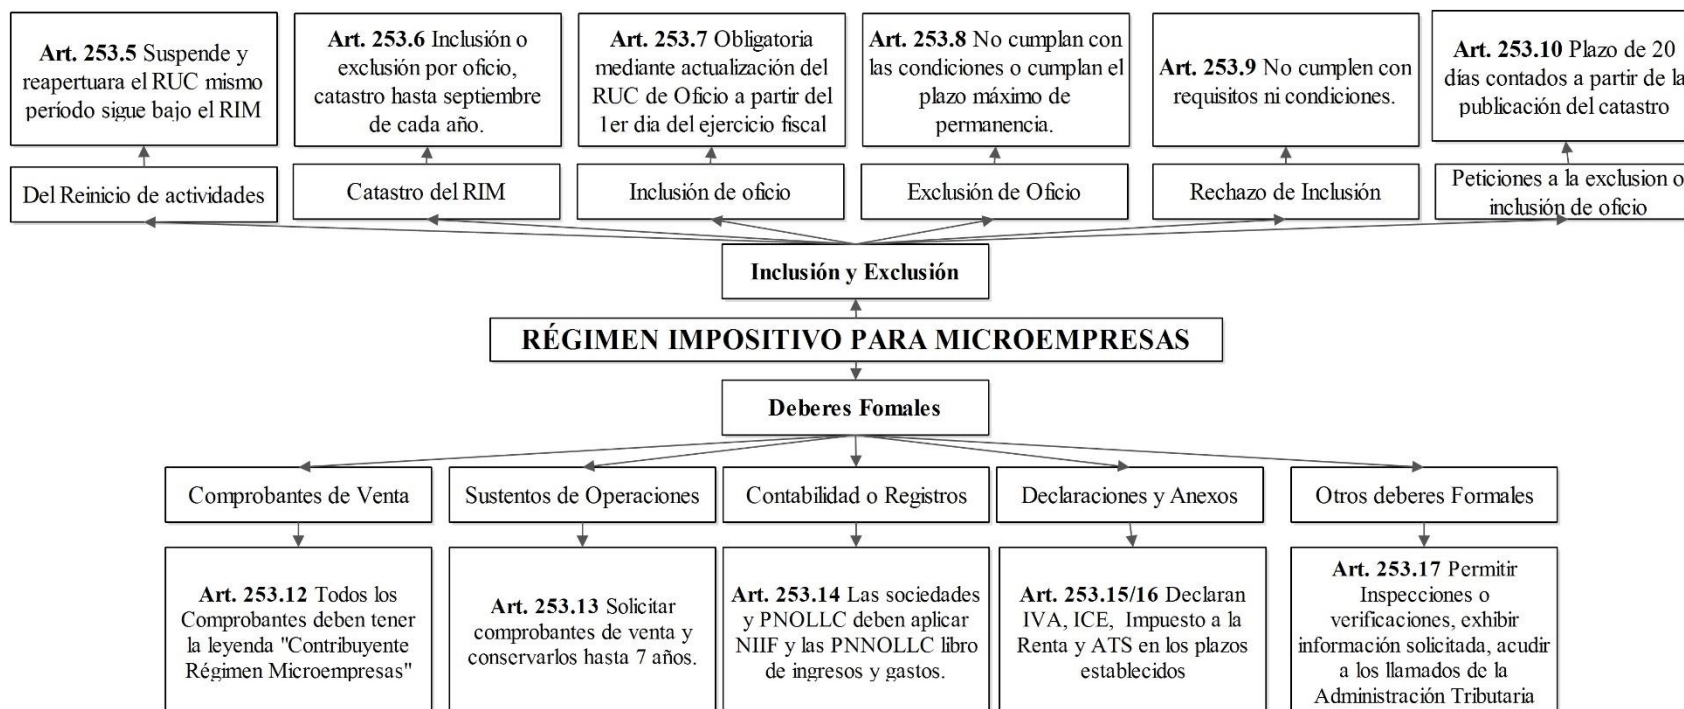 Art. 253.5 Suspende y
reapertuara el RUC mismo
período sigue bajo el RIM
Art. 253.6 Inclusión o
exclusión por oficio,
catastro hasta septiembre
de cada año.
Art. 253.7 Obligatoria
mediante actualización del
RUC de Oficio a partir del
1er dia del ejercicio fiscal
Art. 253.8 No cumplan con
las condiciones o cumplan el
plazo máximo de
permanencia.
Art. 253.9 No cumplen con
requisitos ni condiciones.
Art. 253.10 Plazo de 20
días contados a partir de la
publicación del catastro
Del Reinicio de actividades
Catastro del RIM
Inclusión de oficio
Exclusión de Oficio
Rechazo de Inclusión
Peticiones a la exclusion o
inclusión de oficio
Inclusión y Exclusión
RÉGIMEN IMPOSITIVO PARA MICROEMPRESAS
Deberes Fomales
Comprobantes de Venta
Sustentos de Operaciones
Contabilidad o Registros
Declaraciones y Anexos
Otros deberes Formales
Art. 253.12 Todos los
Comprobantes deben tener
la leyenda "Contribuyente
Régimen Microempresas"
Art. 253.13 Solicitar
comprobantes de venta y
conservarlos hasta 7 años.
Art. 253.14 Las sociedades
y PNOLLC deben aplicar
NIIF y las PNNOLLC libro
de ingresos y gastos.
Art. 253.15/16 Declaran
IVA, ICE, Impuesto a la
Renta y ATS en los plazos
establecidos
Art. 253.17 Permitir
Inspecciones o
verificaciones, exhibir
información solicitada, acudir
a los llamados de la
Administración Tributaria